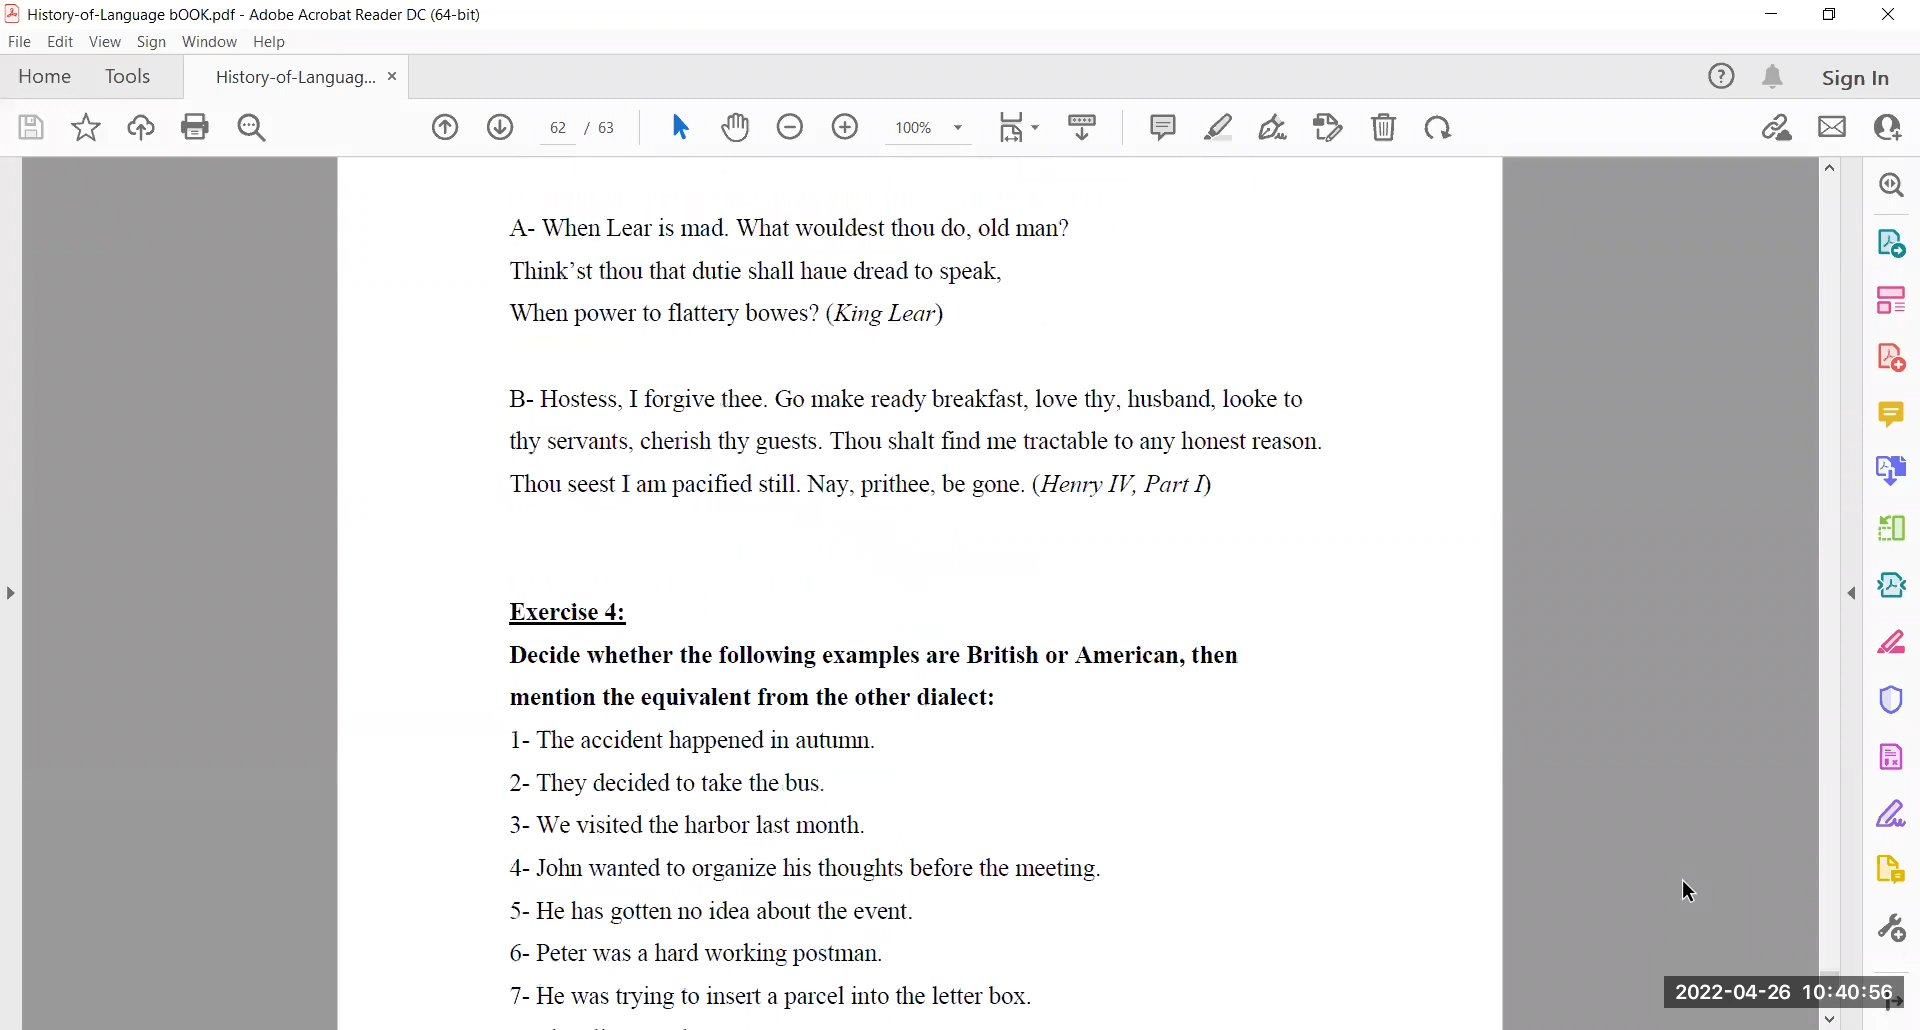 History-of-Language bOOK.pdf - Adobe Acrobat Reader DC (64-bit)
File Edit View Sign Window Help
Home Tools History-of-Languag... × Sign In
62 / 63 100%
A- When Lear is mad. What wouldest thou do, old man?
Think’st thou that dutie shall haue dread to speak,
When power to flattery bowes? (King Lear)
B- Hostess, I forgive thee. Go make ready breakfast, love thy, husband, looke to
thy servants, cherish thy guests. Thou shalt find me tractable to any honest reason.
Thou seest I am pacified still. Nay, prithee, be gone. (Henry IV, Part I)
Exercise 4:
Decide whether the following examples are British or American, then
mention the equivalent from the other dialect:
1- The accident happened in autumn.
2- They decided to take the bus.
3- We visited the harbor last month.
4- John wanted to organize his thoughts before the meeting.
5- He has gotten no idea about the event.
6- Peter was a hard working postman.
7- He was trying to insert a parcel into the letter box.
2022-04-26 10:40:56